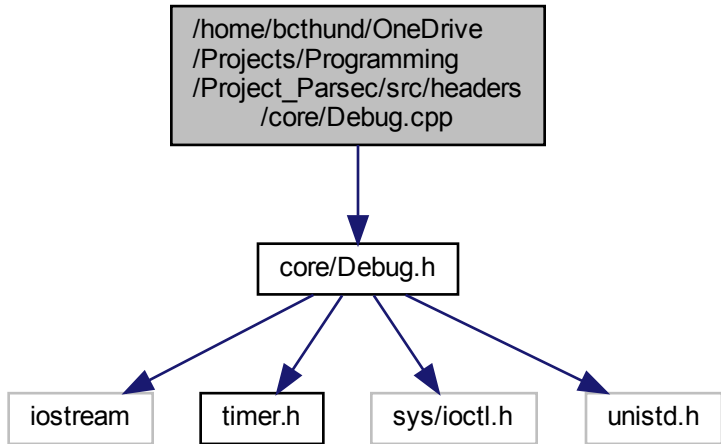 /home/bcthund/OneDrive
/Projects/Programming
/Project_Parsec/src/headers
/core/Debug.cpp
core/Debug.h
iostream
timer.h
sys/ioctl.h
unistd.h